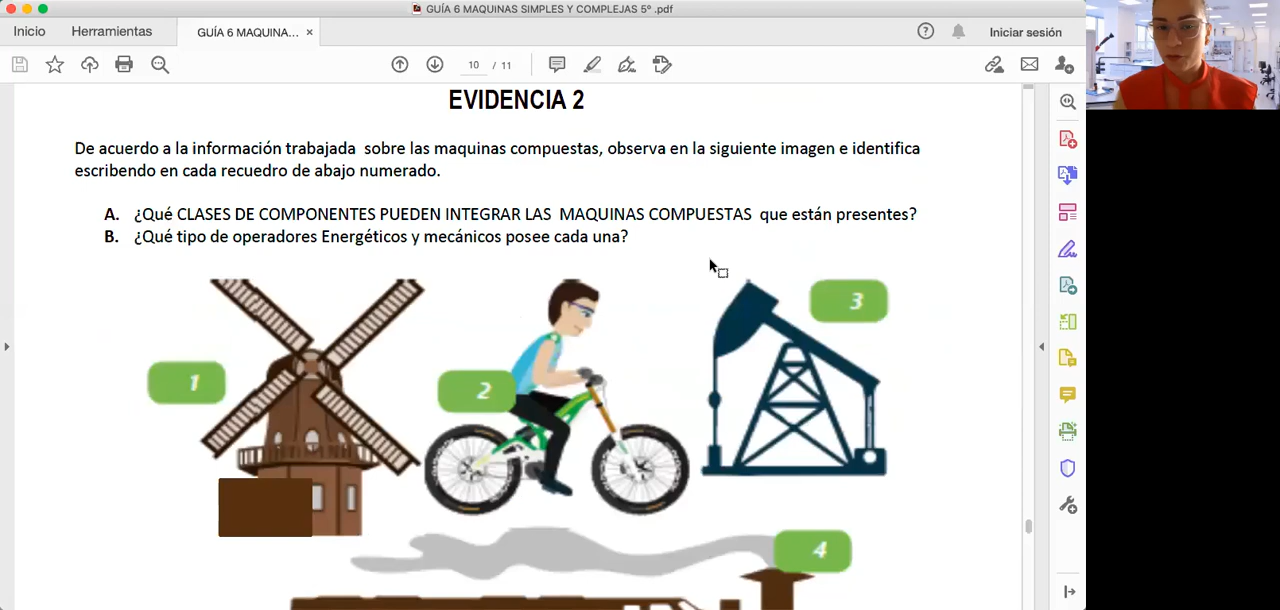 GUÍA 6 MAQUINAS SIMPLES Y COMPLEJAS 5º .pdf
Inicio
Herramientas
GUÍA 6 MAQUINA... ×
Iniciar sesión
10 / 11
EVIDENCIA 2
De acuerdo a la información trabajada sobre las maquinas compuestas, observa en la siguiente imagen e identifica
escribendo en cada recuedro de abajo numerado.
A. ¿Qué CLASES DE COMPONENTES PUEDEN INTEGRAR LAS MAQUINAS COMPUESTAS que están presentes?
B. ¿Qué tipo de operadores Energéticos y mecánicos posee cada una?
3
1
2
4